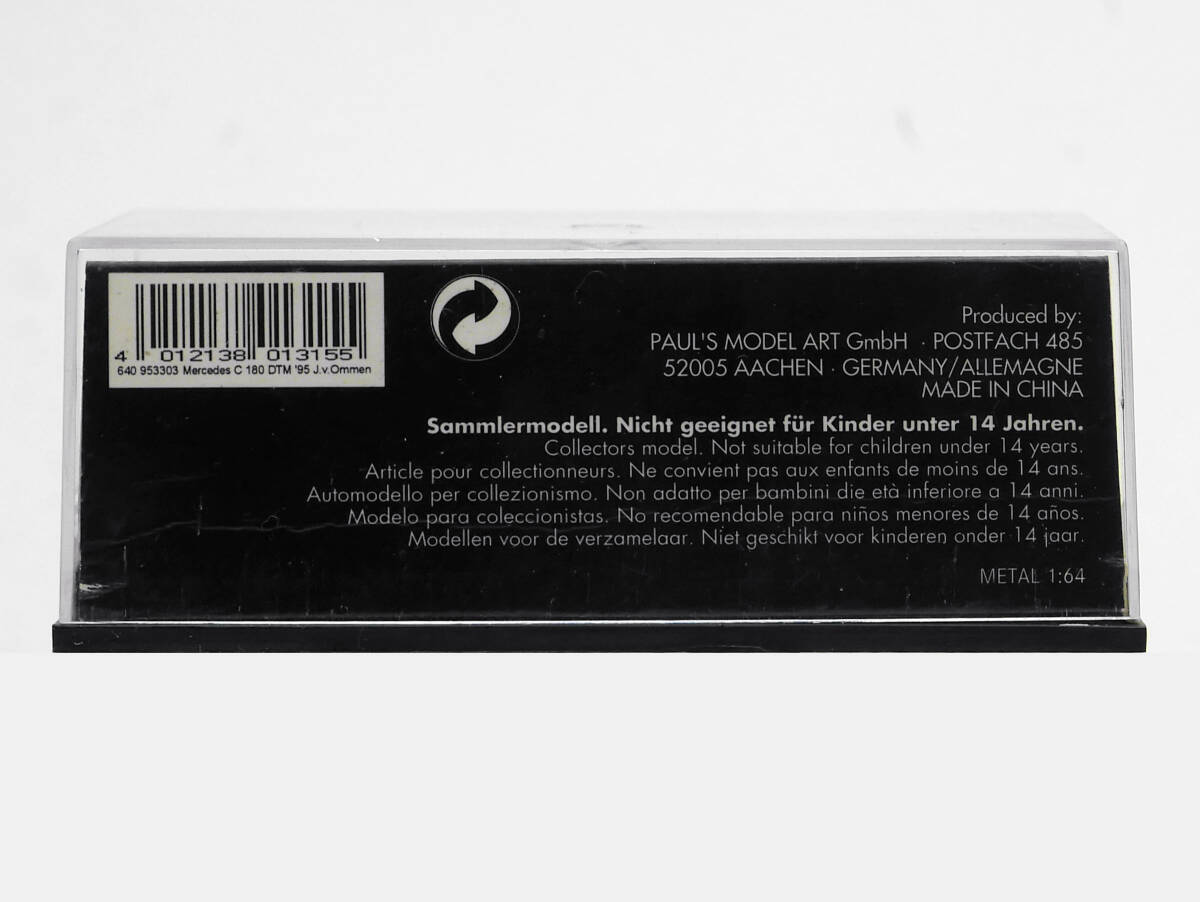 4 012138 013155
640 953303 Mercedes C 180 DTM '95 J.v.Ommen
Produced by:
PAUL'S MODEL ART GmbH · POSTFACH 485
52005 AACHEN · GERMANY/ALLEMAGNE
MADE IN CHINA
Sammlermodell. Nicht geeignet für Kinder unter 14 Jahren.
Collectors model. Not suitable for children under 14 years.
Article pour collectionneurs. Ne convient pas aux enfants de moins de 14 ans.
Automodello per collezionismo. Non adatto per bambini die età inferiore a 14 anni.
Modelo para coleccionistas. No recomendable para niños menores de 14 años.
Modellen voor de verzamelaar. Niet geschikt voor kinderen onder 14 jaar.
METAL 1:64